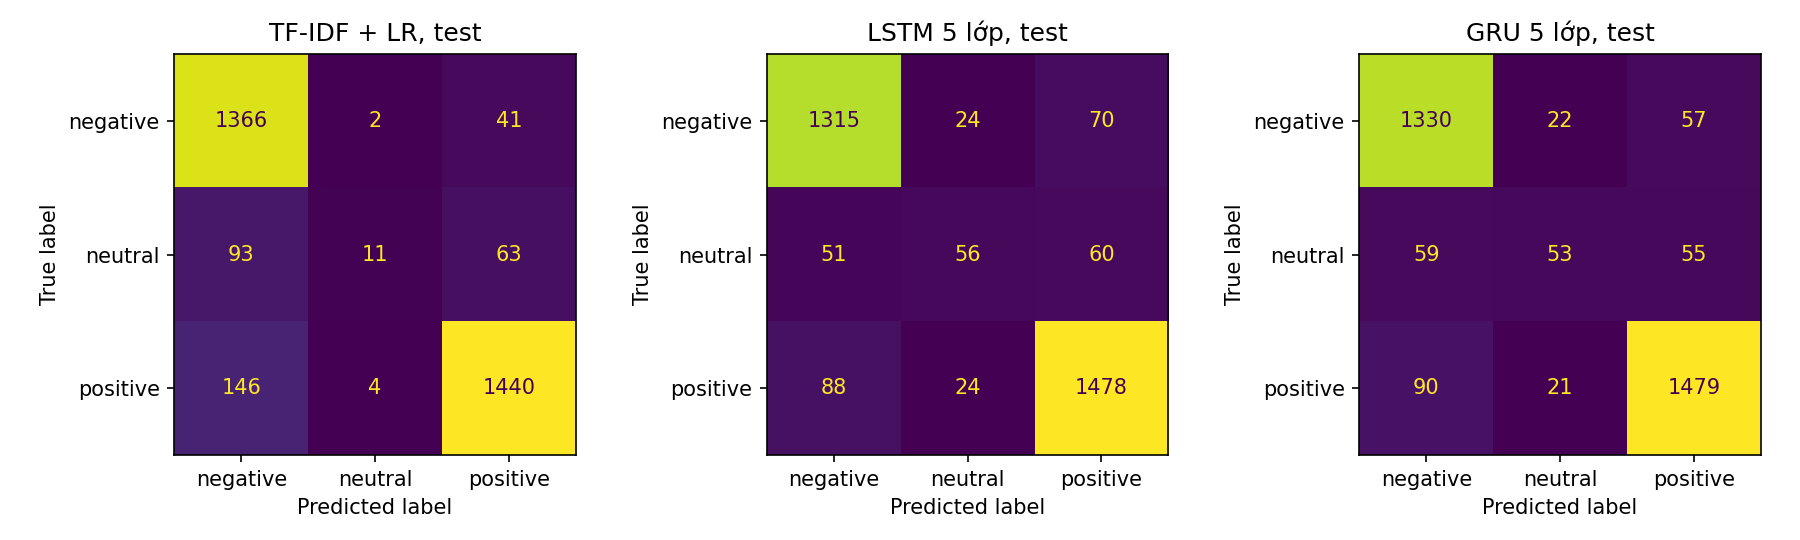 TF-IDF + LR, test
negative 1366 2 41
neutral 93 11 63
positive 146 4 1440
negative neutral positive
Predicted label
True label
LSTM 5 lớp, test
negative 1315 24 70
neutral 51 56 60
positive 88 24 1478
negative neutral positive
Predicted label
True label
GRU 5 lớp, test
negative 1330 22 57
neutral 59 53 55
positive 90 21 1479
negative neutral positive
Predicted label
True label